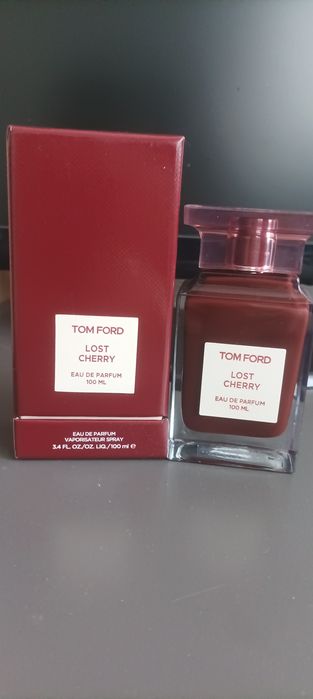 TOM FORD
LOST
CHERRY
EAU DE PARFUM
100 ML
EAU DE PARFUM
VAPORISATEUR SPRAY
3.4 FL. OZ./OZ. LIQ./100 ml e
TOM FORD
LOST
CHERRY
EAU DE PARFUM
100 ML